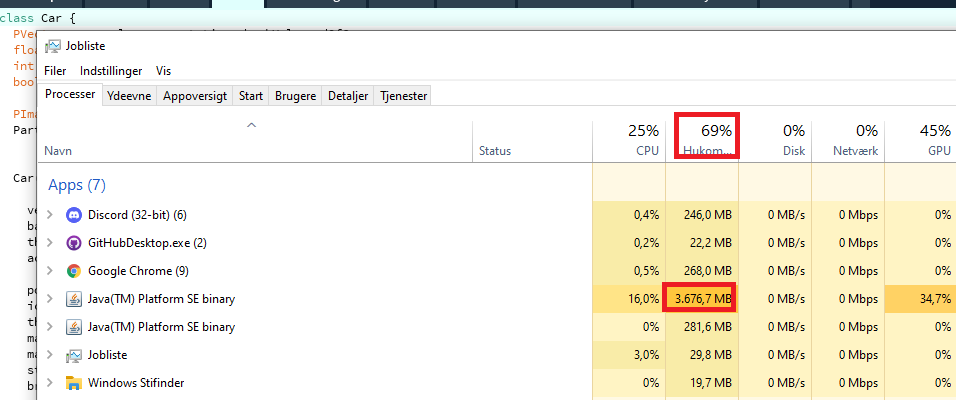 class Car {
PVec
floa
int
bool
PIma
Part
Car
ve
ba
th
ac
po
ic
th
ma
ma
st
br
Jobliste
Filer Indstillinger Vis
Processer Ydeevne Appoversigt Start Brugere Detaljer Tjenester
25% 69% 0% 0% 45%
Navn Status CPU Hukom... Disk Netværk GPU
Apps (7)
Discord (32-bit) (6) 0,4% 246,0 MB 0 MB/s 0 Mbps 0%
GitHubDesktop.exe (2) 0,2% 22,2 MB 0 MB/s 0 Mbps 0%
Google Chrome (9) 0,5% 268,0 MB 0 MB/s 0 Mbps 0%
Java(TM) Platform SE binary 16,0% 3.676,7 MB 0 MB/s 0 Mbps 34,7%
Java(TM) Platform SE binary 0% 281,6 MB 0 MB/s 0 Mbps 0%
Jobliste 3,0% 29,8 MB 0 MB/s 0 Mbps 0%
Windows Stifinder 0% 19,7 MB 0 MB/s 0 Mbps 0%